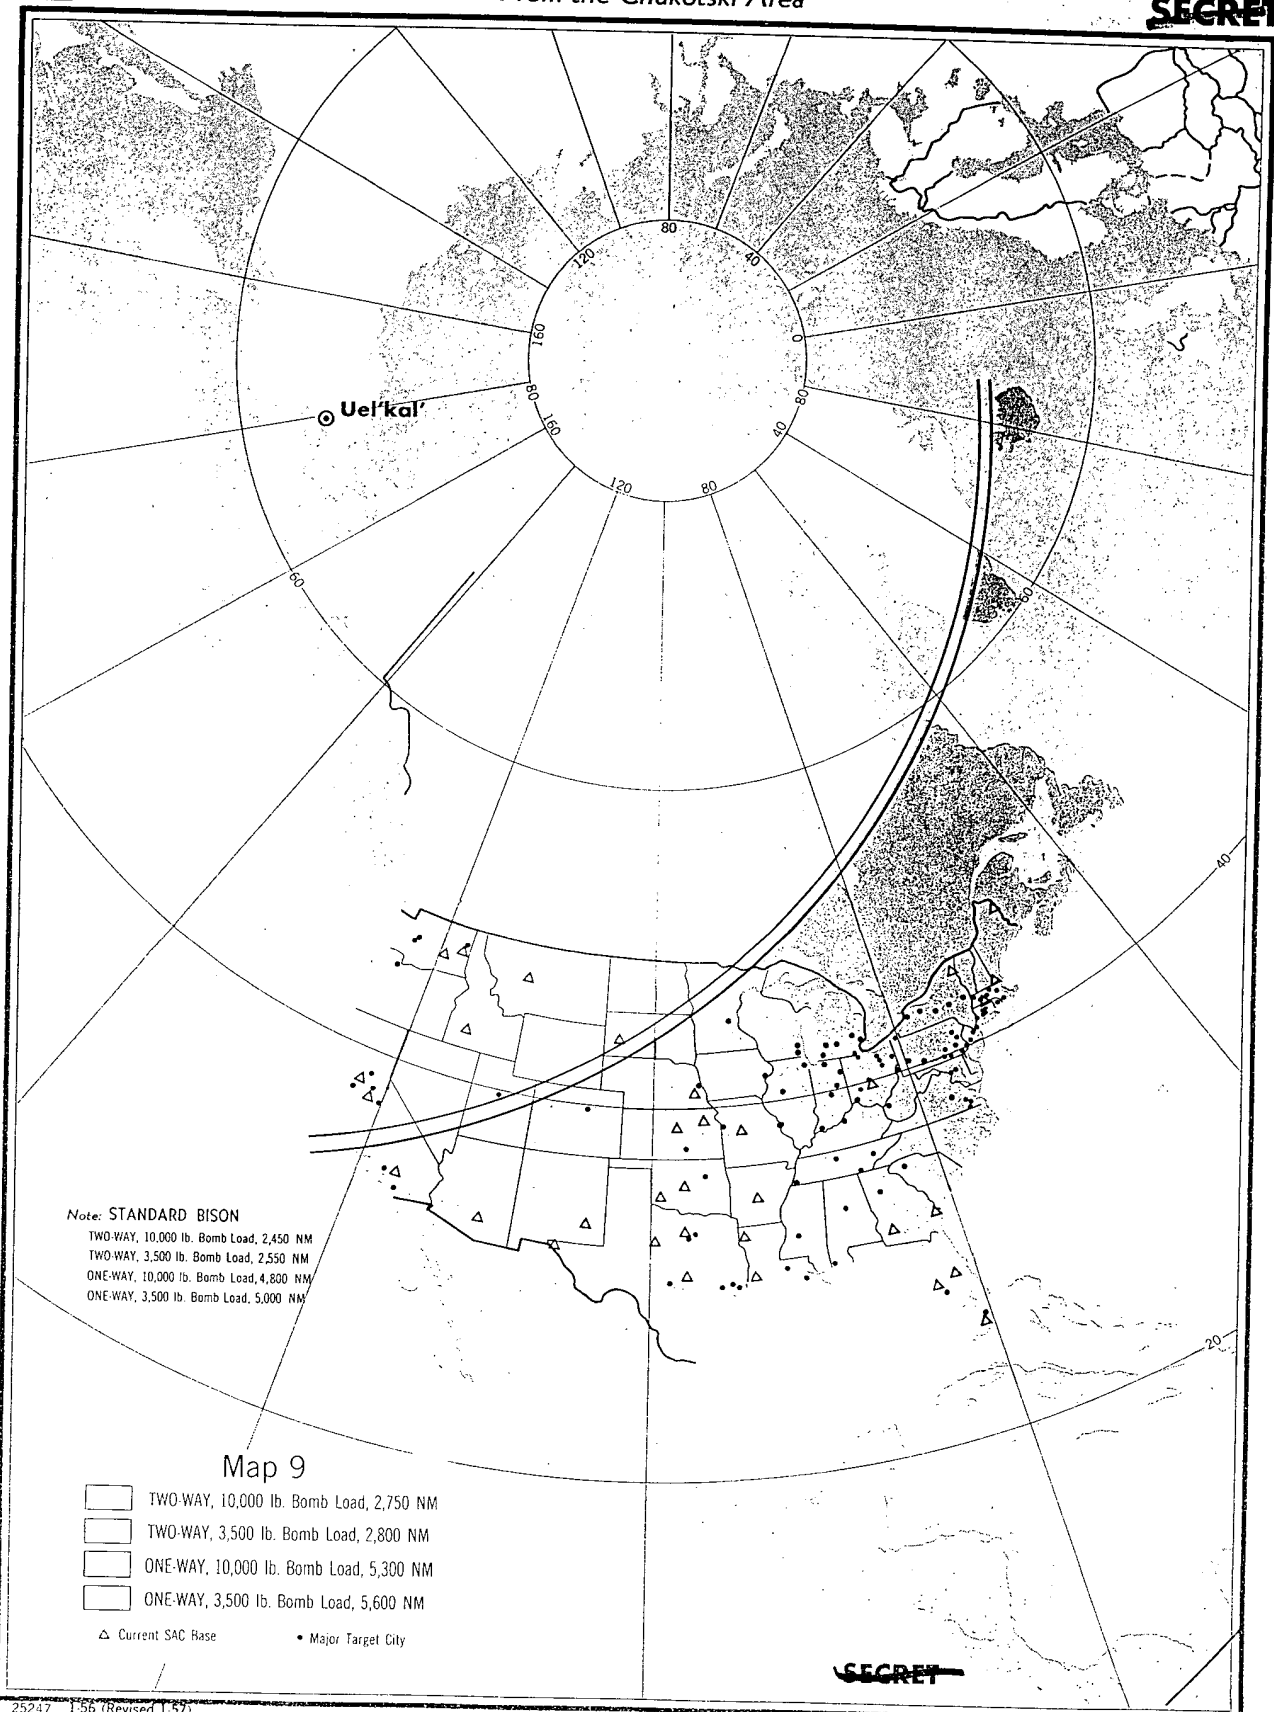 From the Chukotski Area
SECRET
80
120
40
160
0
80
80
Uel'kal'
160
40
120
80
60
60
40
Note: STANDARD BISON
TWO-WAY, 10,000 lb. Bomb Load, 2,450 NM
TWO-WAY, 3,500 lb. Bomb Load, 2,550 NM
ONE-WAY, 10,000 lb. Bomb Load, 4,800 NM
ONE-WAY, 3,500 lb. Bomb Load, 5,000 NM
20
Map 9
TWO-WAY, 10,000 lb. Bomb Load, 2,750 NM
TWO-WAY, 3,500 lb. Bomb Load, 2,800 NM
ONE-WAY, 10,000 lb. Bomb Load, 5,300 NM
ONE-WAY, 3,500 lb. Bomb Load, 5,600 NM
Current SAC Base
Major Target City
SECRET
25247 1-56 (Revised 1-57)